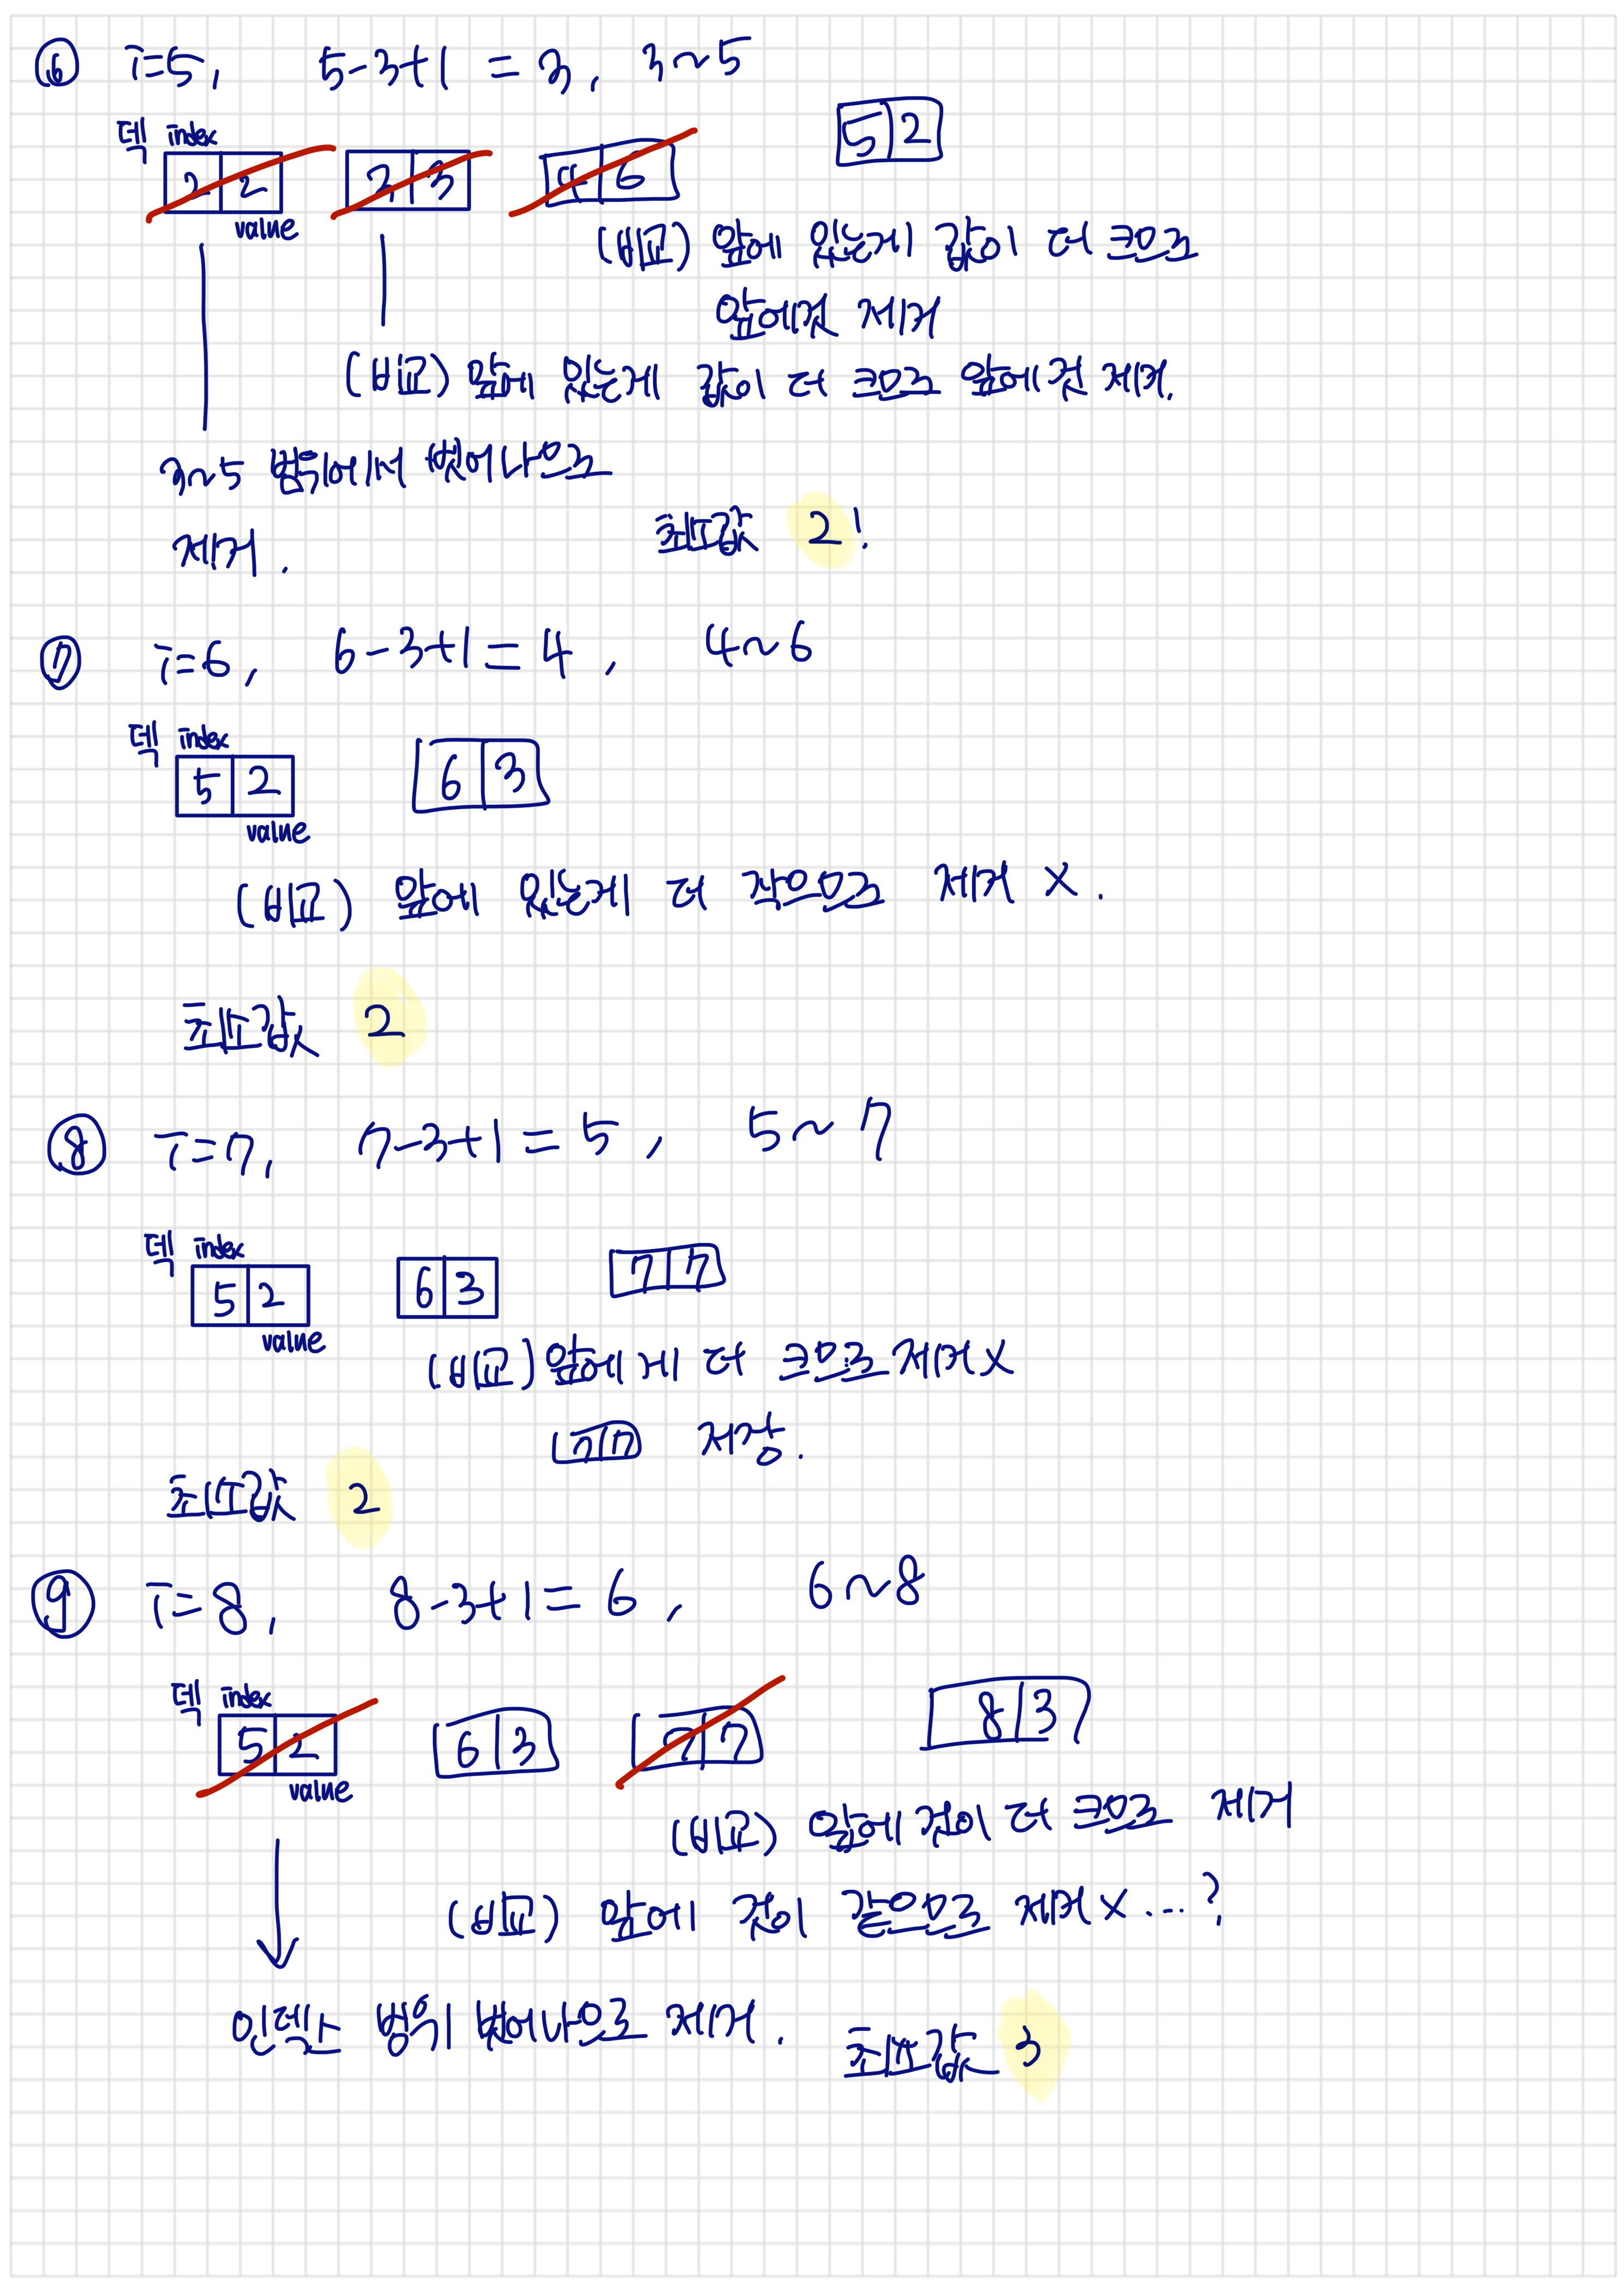 ⑥ i=5, 5-3+1 = 3, 3~5
덱 index
2 2 3 3 4 6 5 2
value
(비교) 앞에 있는게 값이 더 크므로
앞에것 제거
(비교) 앞에 있는게 값이 더 크므로 앞에 것 제거.
3~5 범위에서 벗어나므로
제거.
최소값 2!
⑦ i=6, 6-3+1 = 4, 4~6
덱 index
5 2 6 3
value
(비교) 앞에 있는게 더 작으므로 제거 X.
최소값 2
⑧ i=7, 7-3+1 = 5, 5~7
덱 index
5 2 6 3 7 7
value
(비교) 앞에게 더 크므로 제거 X
7 7 저장.
최소값 2
⑨ i=8, 8-3+1 = 6, 6~8
덱 index
5 2 6 3 7 7 8 3
value
(비교) 앞에 것이 더 크므로 제거
(비교) 앞에 것이 같으므로 제거 X....?
인덱스 범위 벗어나므로 제거.
최소값 3